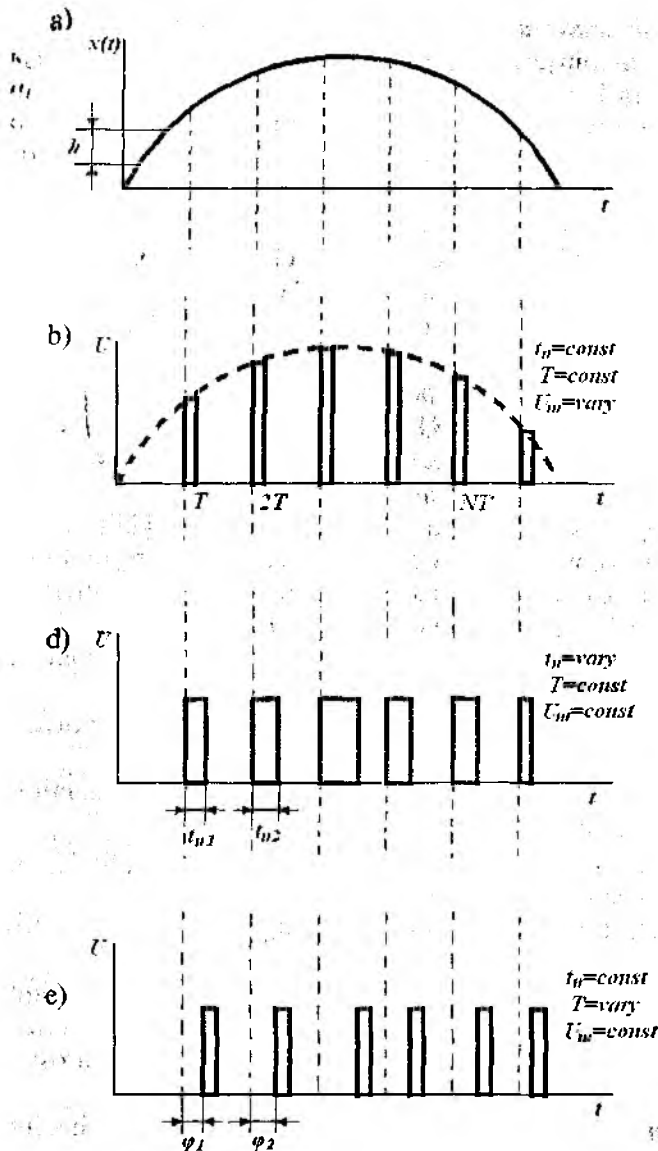 a)
x(t)
h
t
b)
U
t_u=const
T=const
U_m=vary
T
2T
NT
t
d)
U
t_u=vary
T=const
U_m=const
t
t_u1
t_u2
e)
U
t_u=const
T=vary
U_m=const
t
φ1
φ2